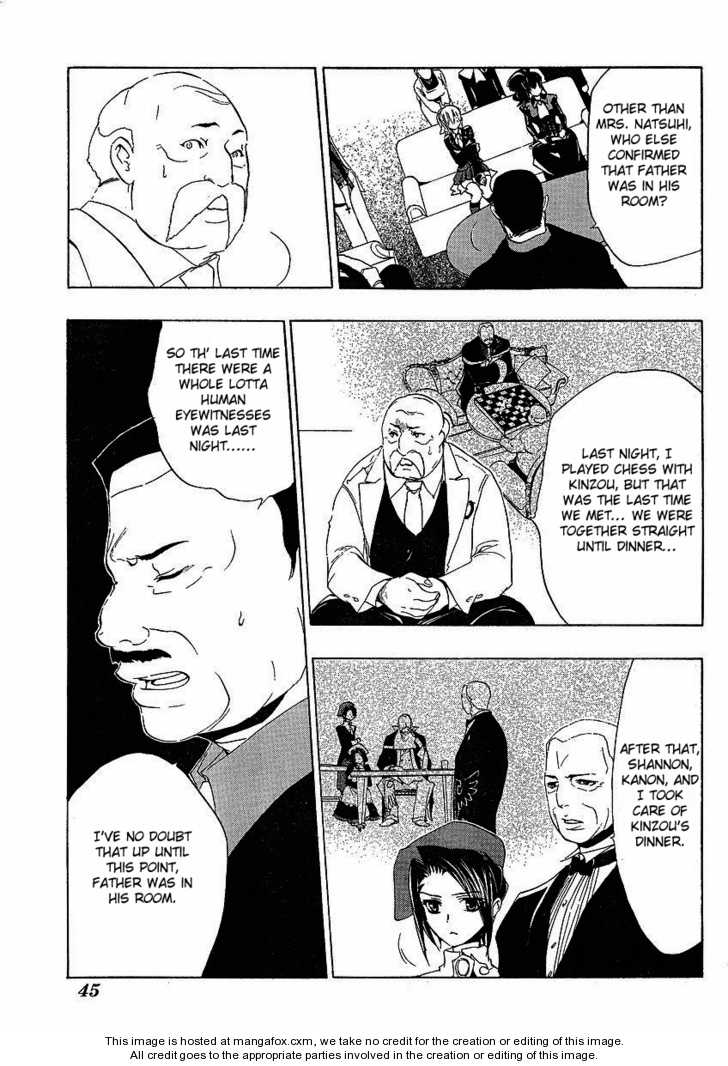 OTHER THAN
MRS. NATSUHI,
WHO ELSE
CONFIRMED
THAT FATHER
WAS IN HIS
ROOM?
LAST NIGHT, I
PLAYED CHESS WITH
KINZOU, BUT THAT
WAS THE LAST TIME
WE MET... WE WERE
TOGETHER STRAIGHT
UNTIL DINNER...
SO TH' LAST TIME
THERE WERE A
WHOLE LOTTA
HUMAN
EYEWITNESSES
WAS LAST
NIGHT......
AFTER THAT,
SHANNON,
KANON, AND
I TOOK
CARE OF
KINZOU'S
DINNER.
I'VE NO DOUBT
THAT UP UNTIL
THIS POINT,
FATHER WAS IN
HIS ROOM.
45
This image is hosted at mangafox.cxm, we take no credit for the creation or editing of this image.
All credit goes to the appropriate parties involved in the creation or editing of this image.